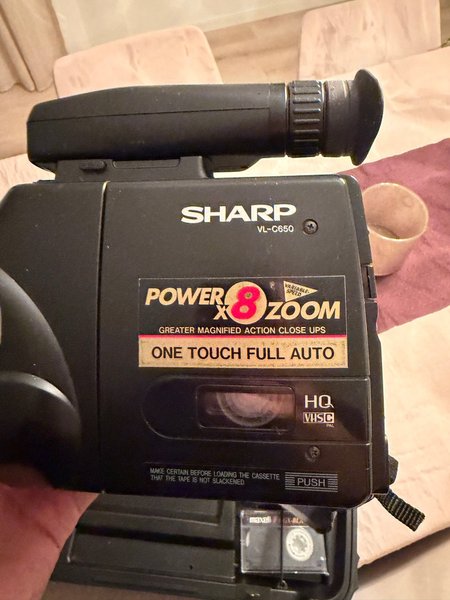 SHARP
VL-C650
VARIABLE-SPEED
POWER x8 ZOOM
GREATER MAGNIFIED ACTION CLOSE UPS
ONE TOUCH FULL AUTO
HQ
VHS C
PAL
MAKE CERTAIN BEFORE LOADING THE CASSETTE
THAT THE TAPE IS NOT SLACKENED
PUSH
maxell